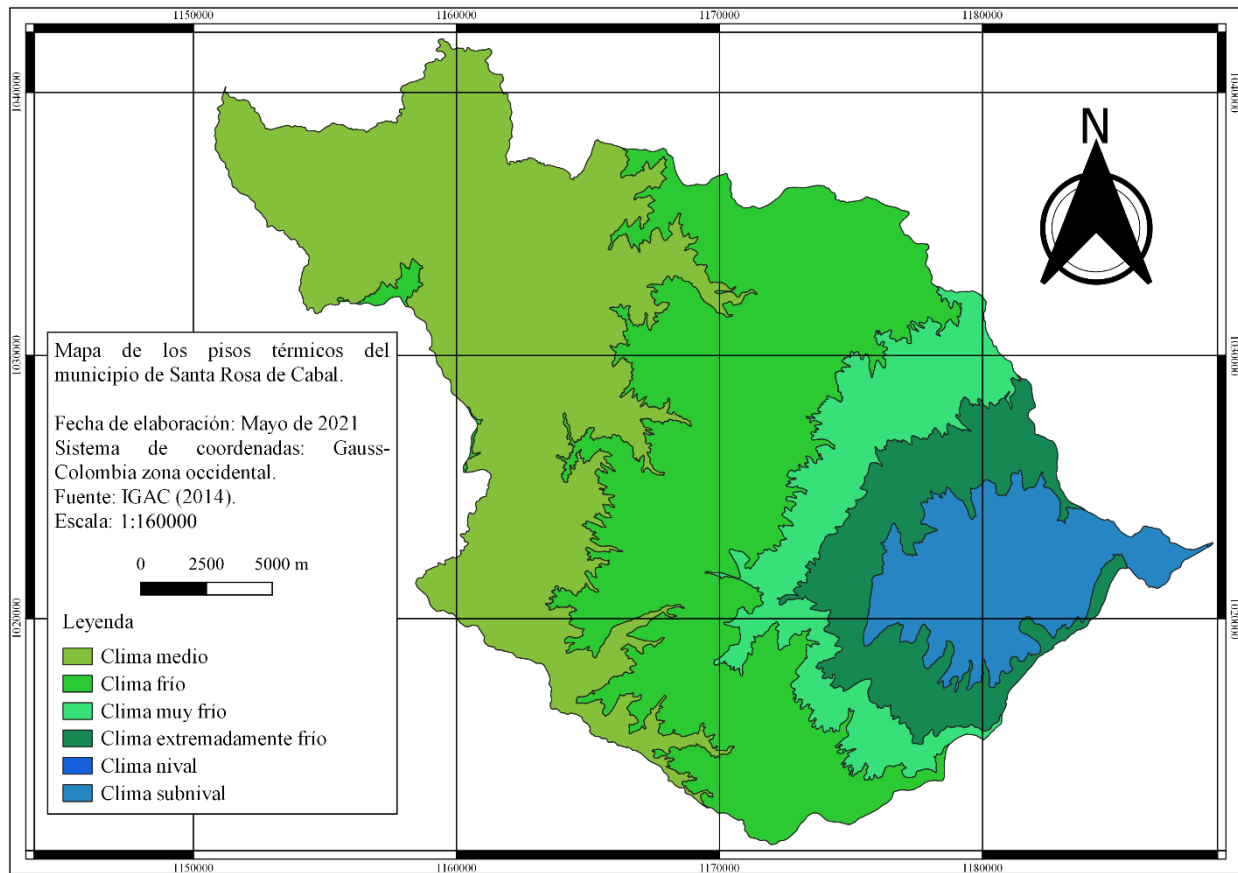 1150000 1160000 1170000 1180000
1040000 1040000
N
1030000 1030000
Mapa de los pisos térmicos del
municipio de Santa Rosa de Cabal.
Fecha de elaboración: Mayo de 2021
Sistema de coordenadas: Gauss-
Colombia zona occidental.
Fuente: IGAC (2014).
Escala: 1:160000
0 2500 5000 m
1020000 1020000
Leyenda
Clima medio
Clima frío
Clima muy frío
Clima extremadamente frío
Clima nival
Clima subnival
1150000 1160000 1170000 1180000